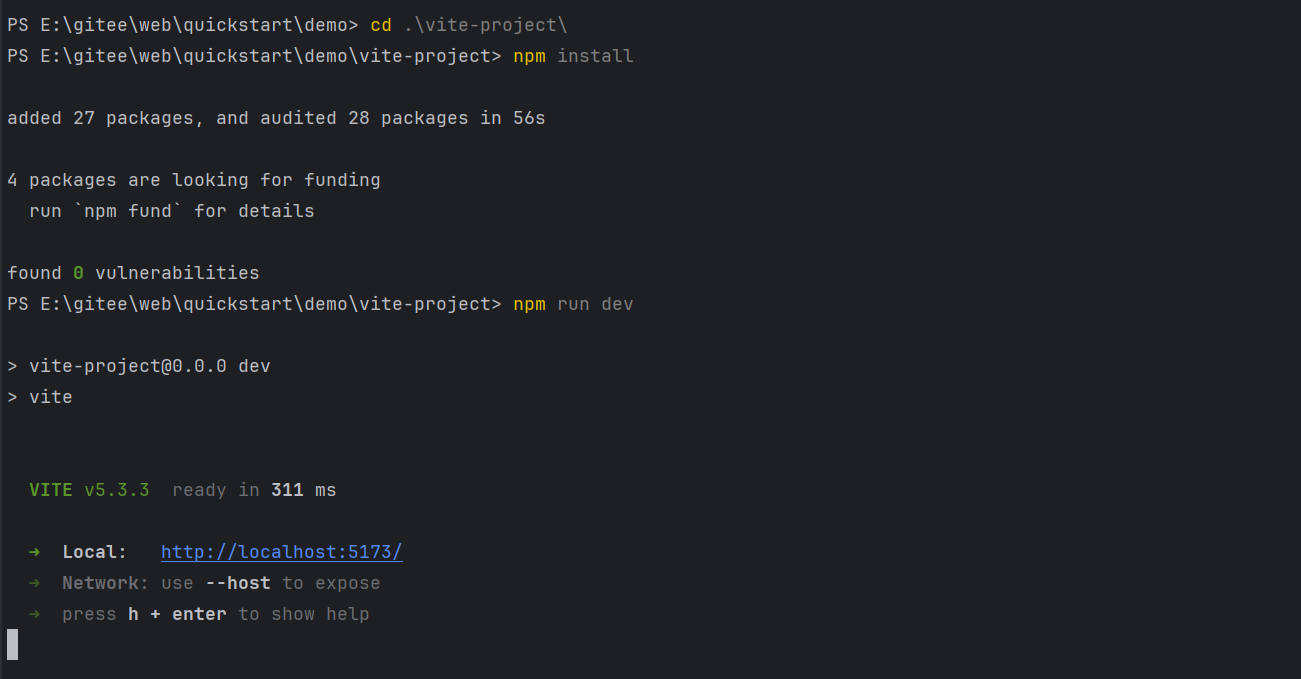 PS E:\gitee\web\quickstart\demo> cd .\vite-project\
PS E:\gitee\web\quickstart\demo\vite-project> npm install
added 27 packages, and audited 28 packages in 56s
4 packages are looking for funding
  run `npm fund` for details
found 0 vulnerabilities
PS E:\gitee\web\quickstart\demo\vite-project> npm run dev
> vite-project@0.0.0 dev
> vite
  VITE v5.3.3  ready in 311 ms
  ➜  Local:   http://localhost:5173/
  ➜  Network: use --host to expose
  ➜  press h + enter to show help